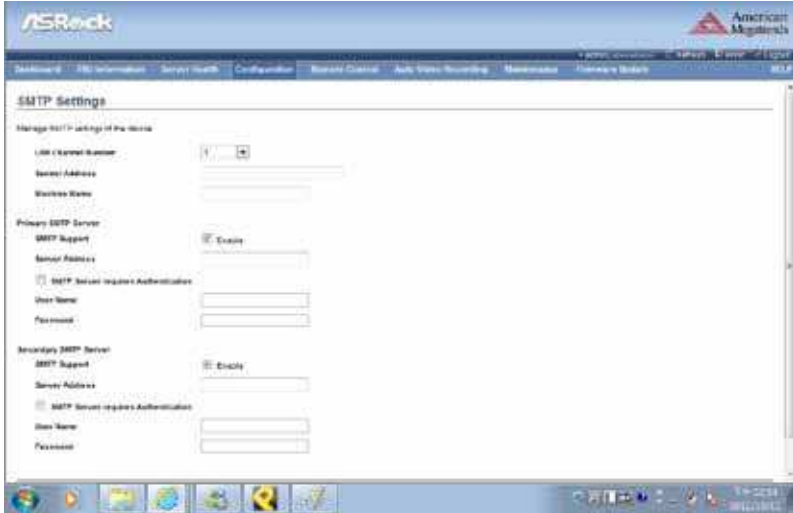 ASRock
American
Megatrends
Dashboard FRU Information Server Health Configuration Remote Control Auto Video Recording Maintenance Firmware Update HELP
SMTP Settings
Manage SMTP settings of the device.
LAN Channel Number 1
Sender Address
Machine Name
Primary SMTP Server
SMTP Support Enable
Server Address
SMTP Server requires Authentication
User Name
Password
Secondary SMTP Server
SMTP Support Enable
Server Address
SMTP Server requires Authentication
User Name
Password